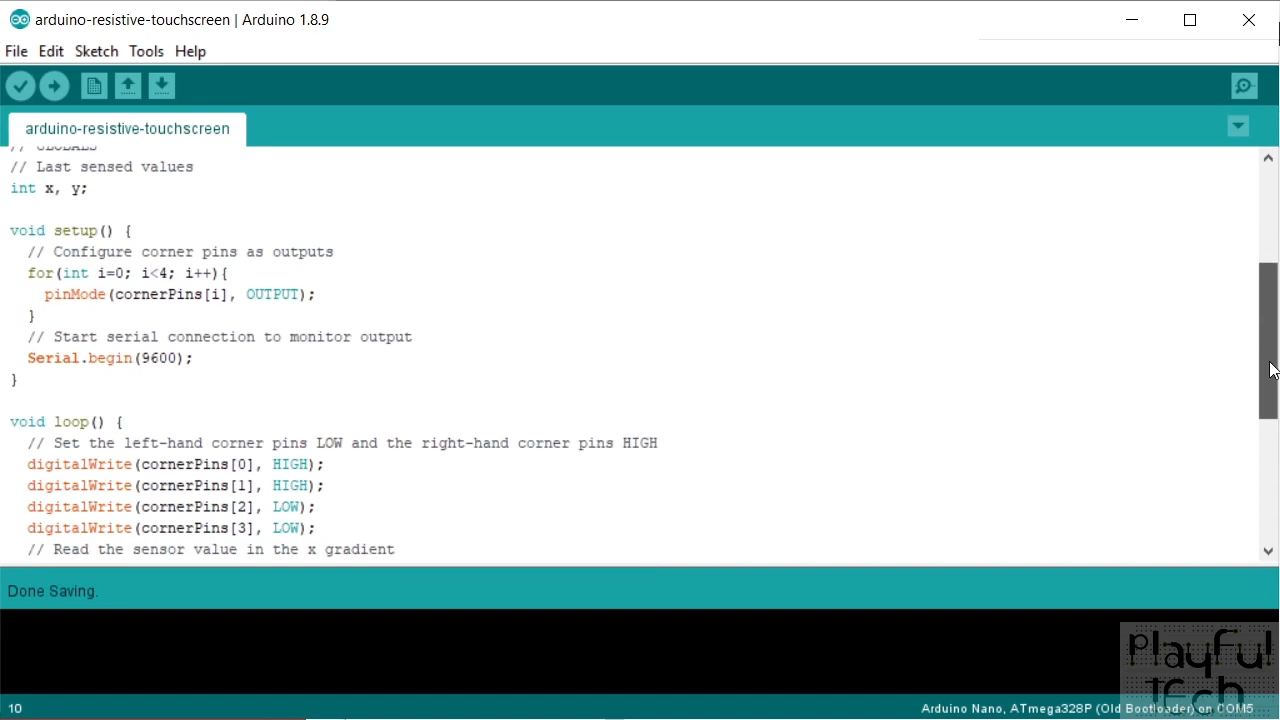 arduino-resistive-touchscreen | Arduino 1.8.9
File Edit Sketch Tools Help
arduino-resistive-touchscreen
// GLOBALS
// Last sensed values
int x, y;
void setup() {
// Configure corner pins as outputs
for(int i=0; i<4; i++){
pinMode(cornerPins[i], OUTPUT);
}
// Start serial connection to monitor output
Serial.begin(9600);
}
void loop() {
// Set the left-hand corner pins LOW and the right-hand corner pins HIGH
digitalWrite(cornerPins[0], HIGH);
digitalWrite(cornerPins[1], HIGH);
digitalWrite(cornerPins[2], LOW);
digitalWrite(cornerPins[3], LOW);
// Read the sensor value in the x gradient
Done Saving.
Playful
Tech
10
Arduino Nano, ATmega328P (Old Bootloader) on COM5